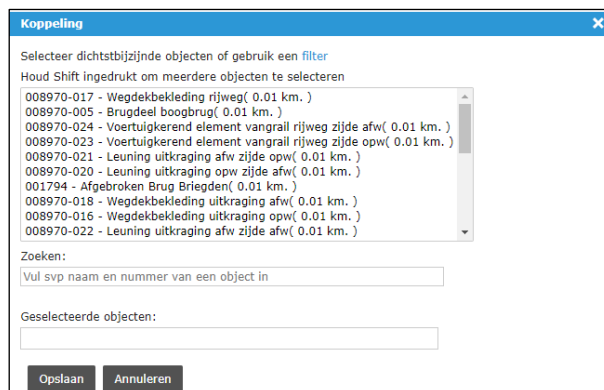 Koppeling
Selecteer dichtstbijzijnde objecten of gebruik een filter
Houd Shift ingedrukt om meerdere objecten te selecteren
008970-017 - Wegdekbekleding rijweg( 0.01 km. )
008970-005 - Brugdeel boogbrug( 0.01 km. )
008970-024 - Voertuigkerend element vangrail rijweg zijde afw( 0.01 km. )
008970-023 - Voertuigkerend element vangrail rijweg zijde opw( 0.01 km. )
008970-021 - Leuning uitkraging afw zijde opw( 0.01 km. )
008970-020 - Leuning uitkraging opw zijde afw( 0.01 km. )
001794 - Afgebroken Brug Briegden( 0.01 km. )
008970-018 - Wegdekbekleding uitkraging afw( 0.01 km. )
008970-016 - Wegdekbekleding uitkraging opw( 0.01 km. )
008970-022 - Leuning uitkraging afw zijde afw( 0.01 km. )
Zoeken:
Vul svp naam en nummer van een object in
Geselecteerde objecten:
Opslaan Annuleren